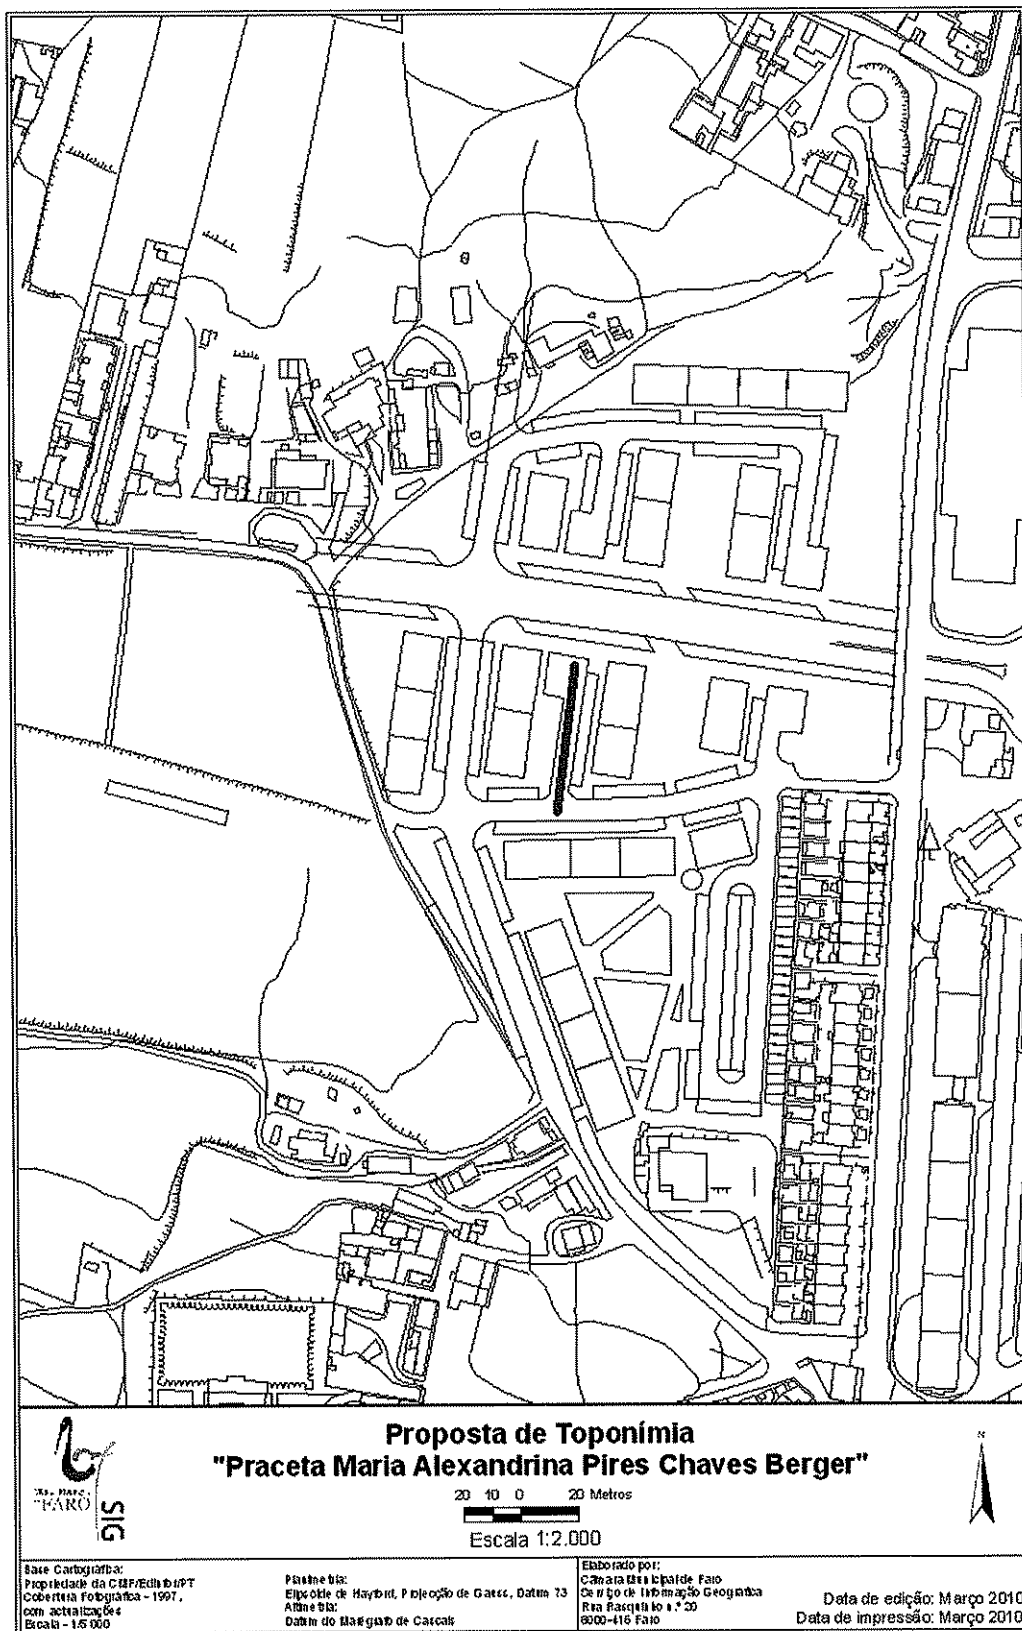 Proposta de Toponímia
"Praceta Maria Alexandrina Pires Chaves Berger"
20 10 0 20 Metros
Escala 1:2.000
N
FARO
SIG
Base Cartográfica:
Propriedade da CMF/Edinfor/PT
Cobertura Fotográfica - 1997,
com actualizações
Escala - 1:5 000
Planimetria:
Elipsóide de Hayford, Projecção de Gauss, Datum 73
Altimetria:
Datum do Marégrafo de Cascais
Elaborado por:
Câmara Municipal de Faro
Serviço de Informação Geográfica
Rua n.º 20
8000-416 Faro
Data de edição: Março 2010
Data de impressão: Março 2010